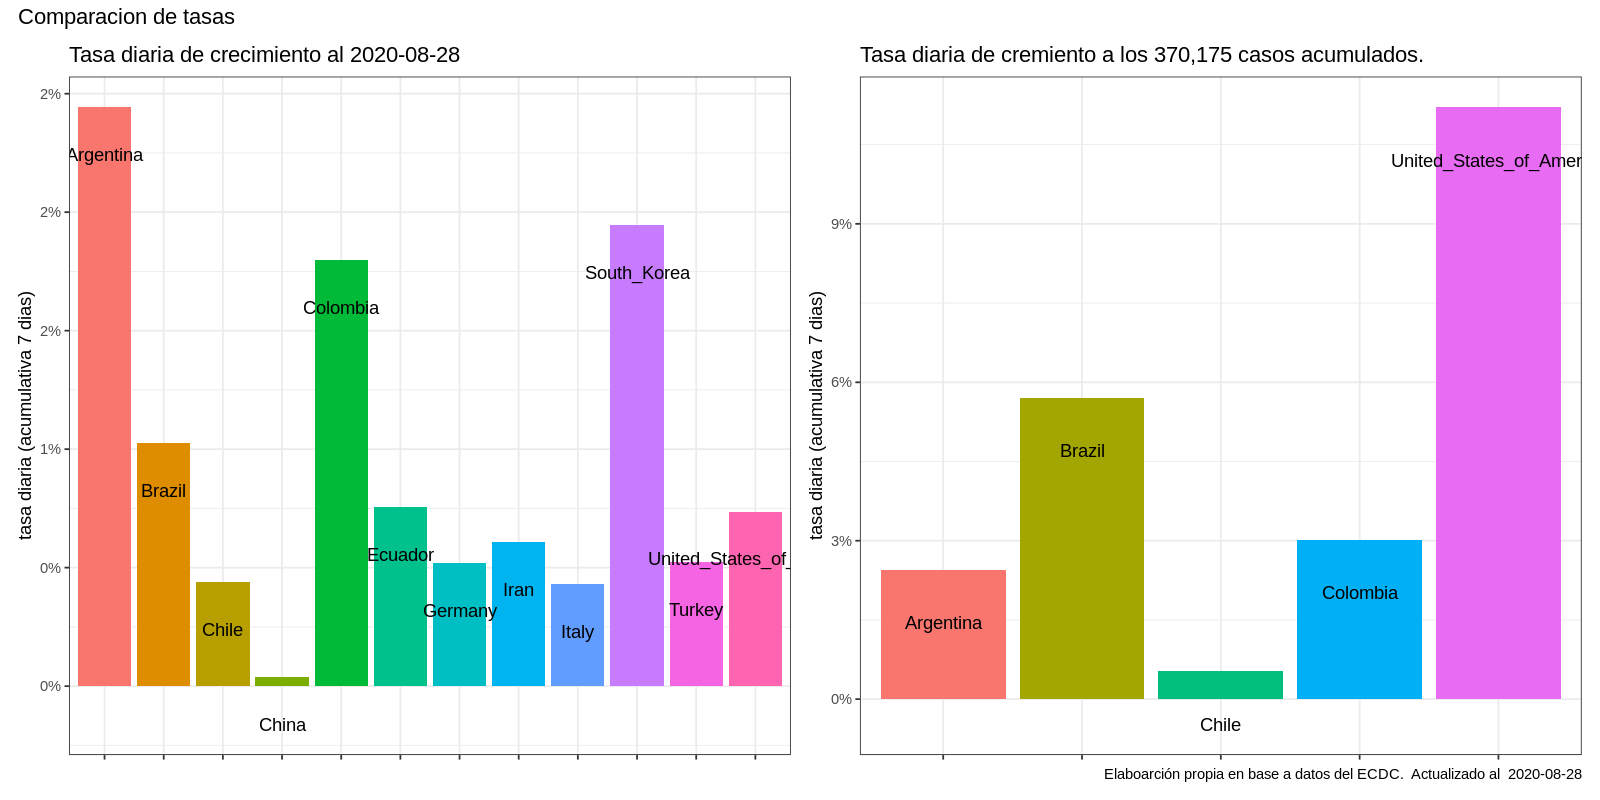 Comparacion de tasas
Tasa diaria de crecimiento al 2020-08-28
tasa diaria (acumulativa 7 dias)
2%
2%
2%
1%
0%
0%
Argentina
Brazil
Chile
China
Colombia
Ecuador
Germany
Iran
Italy
South_Korea
Turkey
United_States_of_
Tasa diaria de cremiento a los 370,175 casos acumulados.
tasa diaria (acumulativa 7 dias)
9%
6%
3%
0%
Argentina
Brazil
Chile
Colombia
United_States_of_Amer
Elaboarción propia en base a datos del ECDC.  Actualizado al  2020-08-28